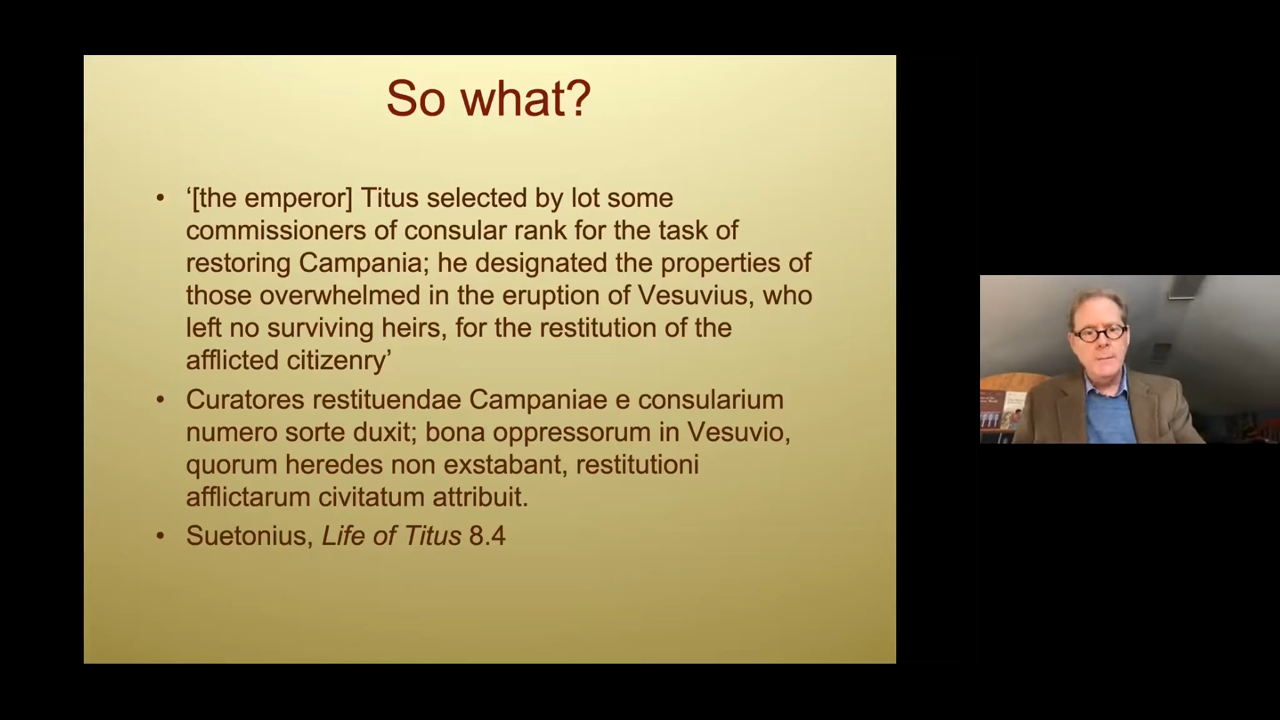 So what?
• ‘[the emperor] Titus selected by lot some
commissioners of consular rank for the task of
restoring Campania; he designated the properties of
those overwhelmed in the eruption of Vesuvius, who
left no surviving heirs, for the restitution of the
afflicted citizenry’
• Curatores restituendae Campaniae e consularium
numero sorte duxit; bona oppressorum in Vesuvio,
quorum heredes non exstabant, restitutioni
afflictarum civitatum attribuit.
• Suetonius, Life of Titus 8.4